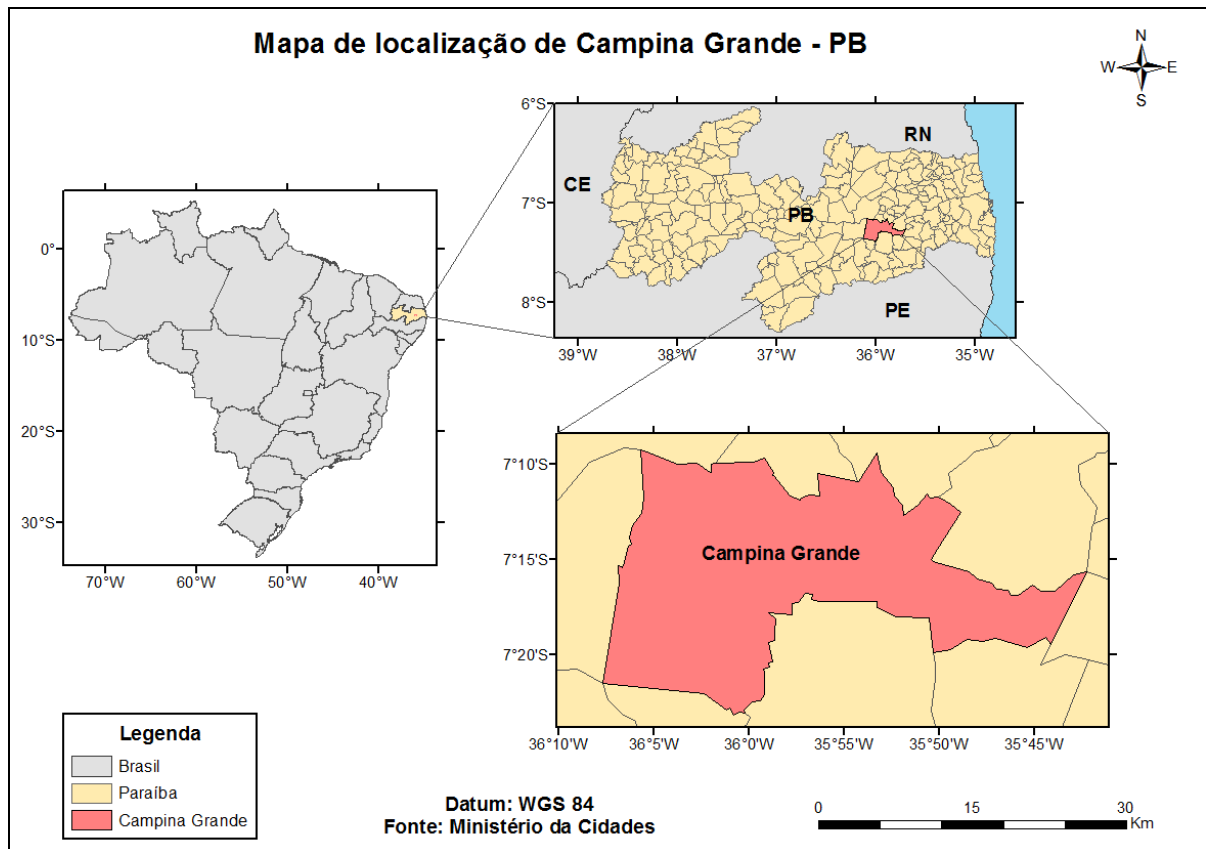 Mapa de localização de Campina Grande - PB
N
W E
S
6°S
7°S
8°S
RN
CE
PB
PE
39°W 38°W 37°W 36°W 35°W
0°
10°S
20°S
30°S
70°W 60°W 50°W 40°W
7°10'S
7°15'S
7°20'S
Campina Grande
36°10'W 36°5'W 36°0'W 35°55'W 35°50'W 35°45'W
Legenda
Brasil
Paraíba
Campina Grande
Datum: WGS 84
Fonte: Ministério da Cidades
0 15 30
Km